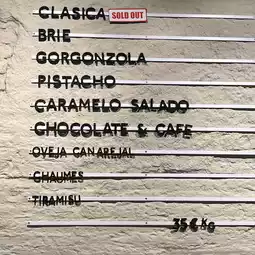 CLASICA SOLD OUT
BRIE
GORGONZOLA
PISTACHO
CARAMELO SALADO
CHOCOLATE & CAFE
OVEJA CANAREJAL
CHAUMES
TIRAMISU
35€ KG